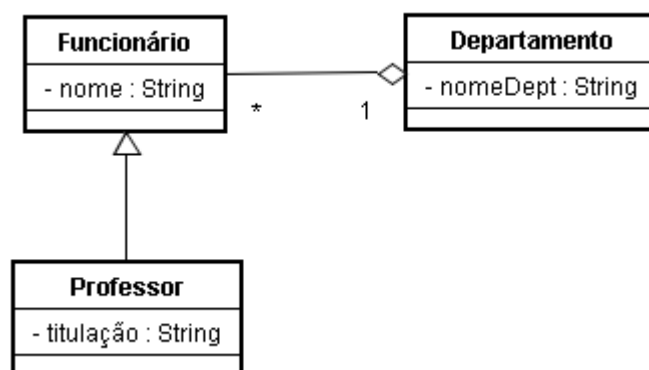 Funcionário
- nome : String
Departamento
- nomeDept : String
* 1
Professor
- titulação : String